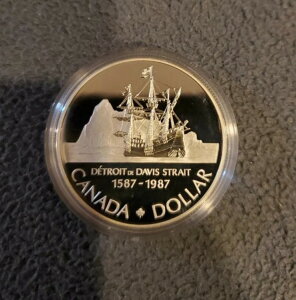 DÉTROIT DE DAVIS STRAIT
1587-1987
CANADA DOLLAR